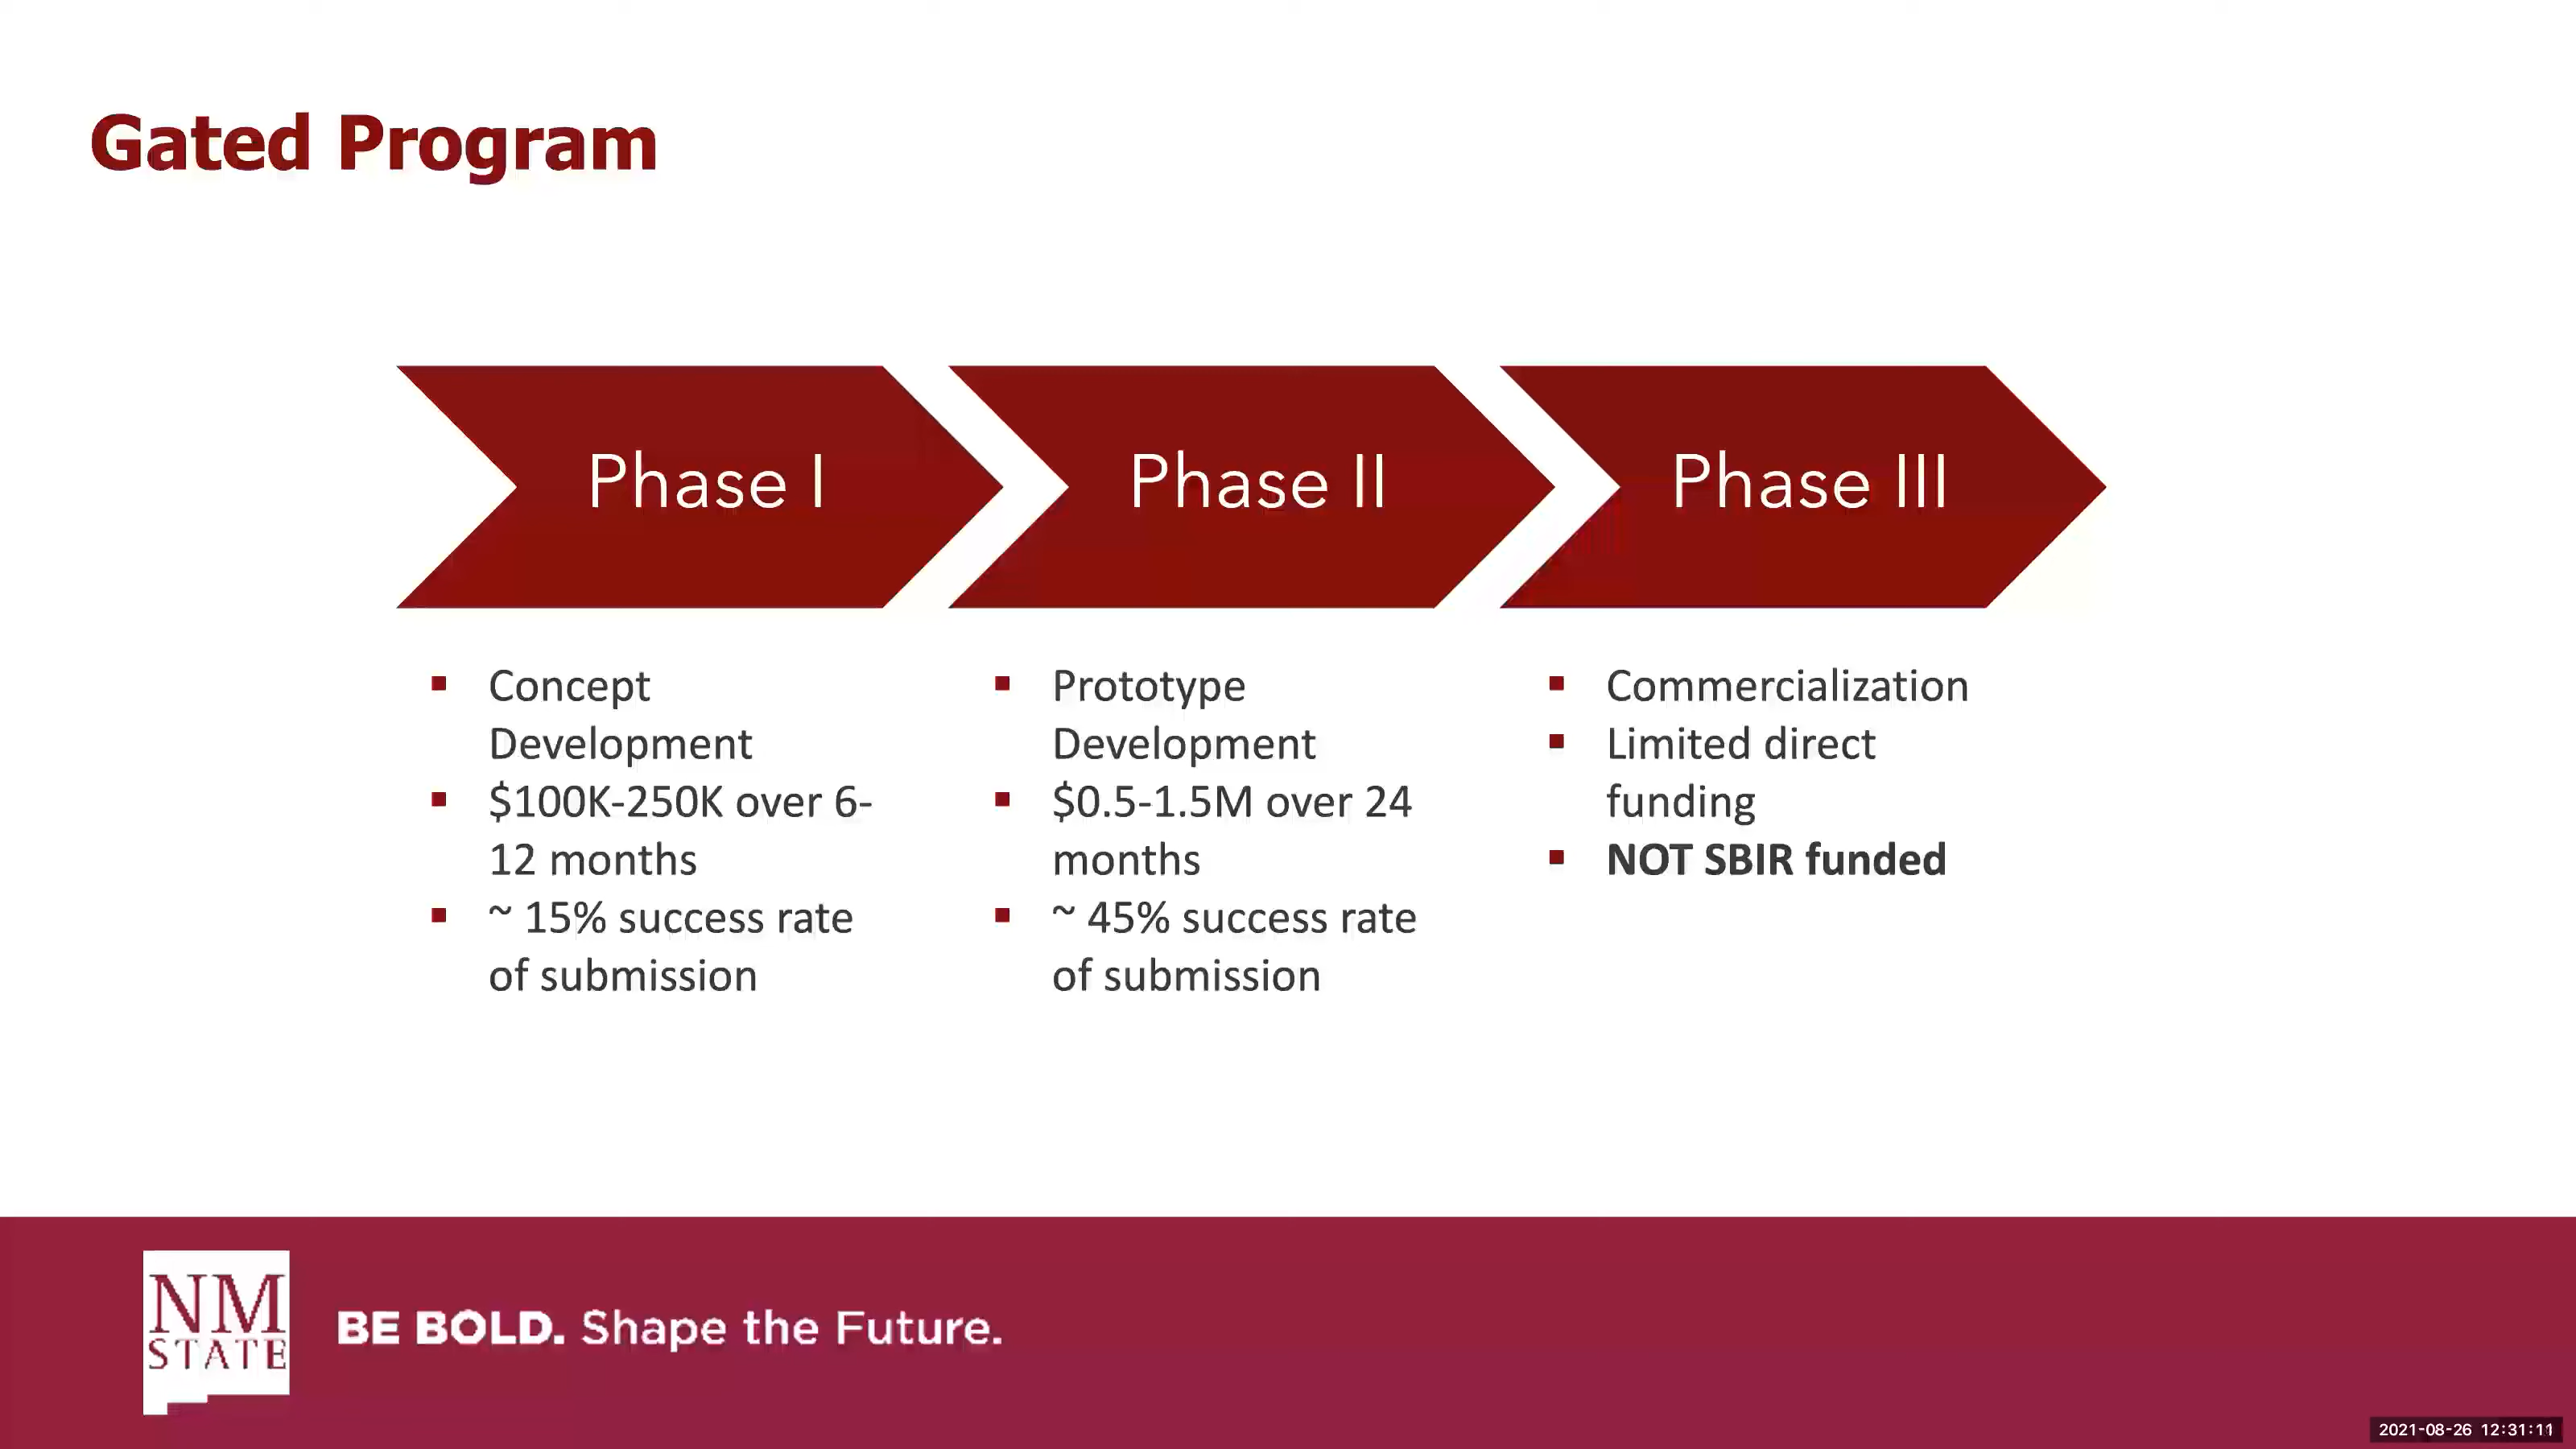 Gated Program
Phase I
Phase II
Phase III
▪ Concept
Development
▪ $100K-250K over 6-
12 months
▪ ~ 15% success rate
of submission
▪ Prototype
Development
▪ $0.5-1.5M over 24
months
▪ ~ 45% success rate
of submission
▪ Commercialization
▪ Limited direct
funding
▪ NOT SBIR funded
NM
STATE
BE BOLD. Shape the Future.
2021-08-26 12:31:11